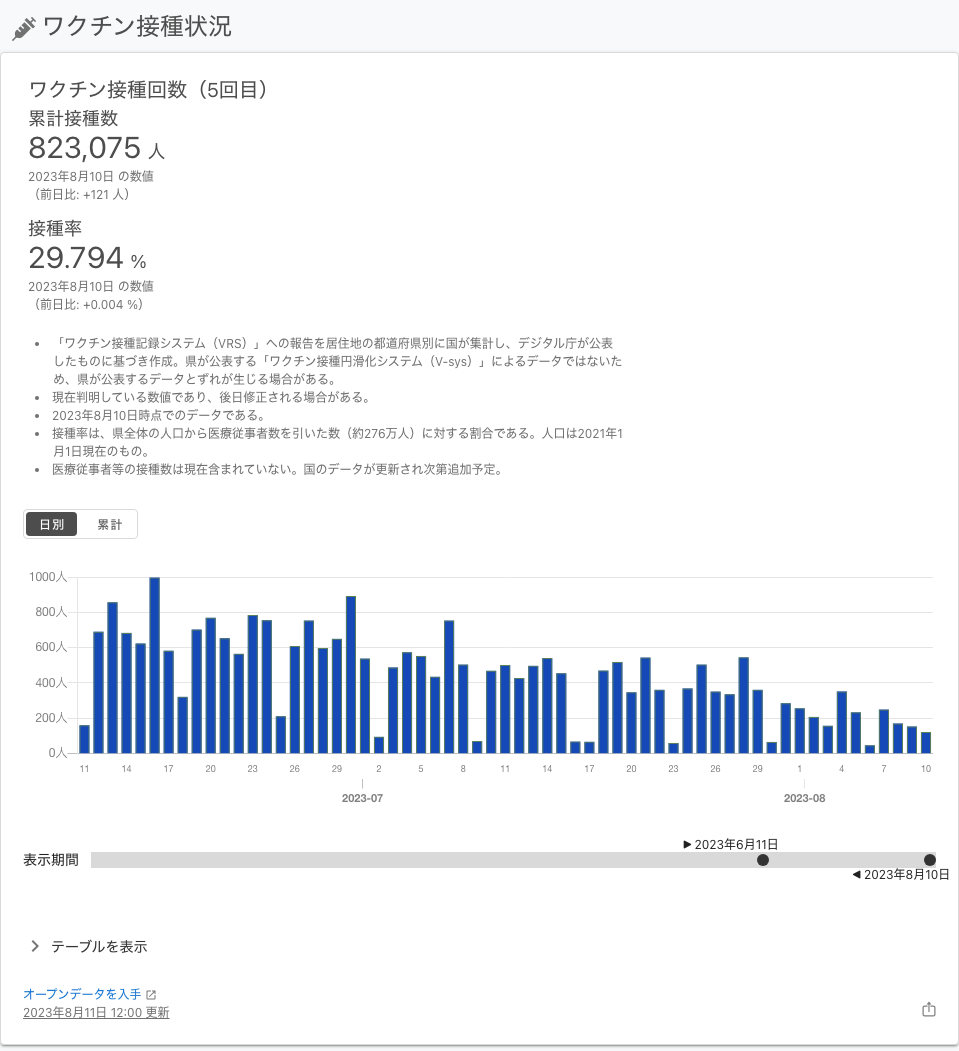 ワクチン接種状況
ワクチン接種回数（5回目）
累計接種数
823,075 人
2023年8月10日 の数値
（前日比: +121 人）
接種率
29.794 %
2023年8月10日 の数値
（前日比: +0.004 %）
• 「ワクチン接種記録システム（VRS）」への報告を居住地の都道府県別に国が集計し、デジタル庁が公表
したものに基づき作成。県が公表する「ワクチン接種円滑化システム（V-sys）」によるデータではないた
め、県が公表するデータとずれが生じる場合がある。
• 現在判明している数値であり、後日修正される場合がある。
• 2023年8月10日時点でのデータである。
• 接種率は、県全体の人口から医療従事者数を引いた数（約276万人）に対する割合である。人口は2021年1
月1日現在のもの。
• 医療従事者等の接種数は現在含まれていない。国のデータが更新され次第追加予定。
日別 累計
1000人
800人
600人
400人
200人
0人
11 14 17 20 23 26 29 2 5 8 11 14 17 20 23 26 29 1 4 7 10
2023-07 2023-08
▶ 2023年6月11日
表示期間
◀ 2023年8月10日
テーブルを表示
オープンデータを入手
2023年8月11日 12:00 更新